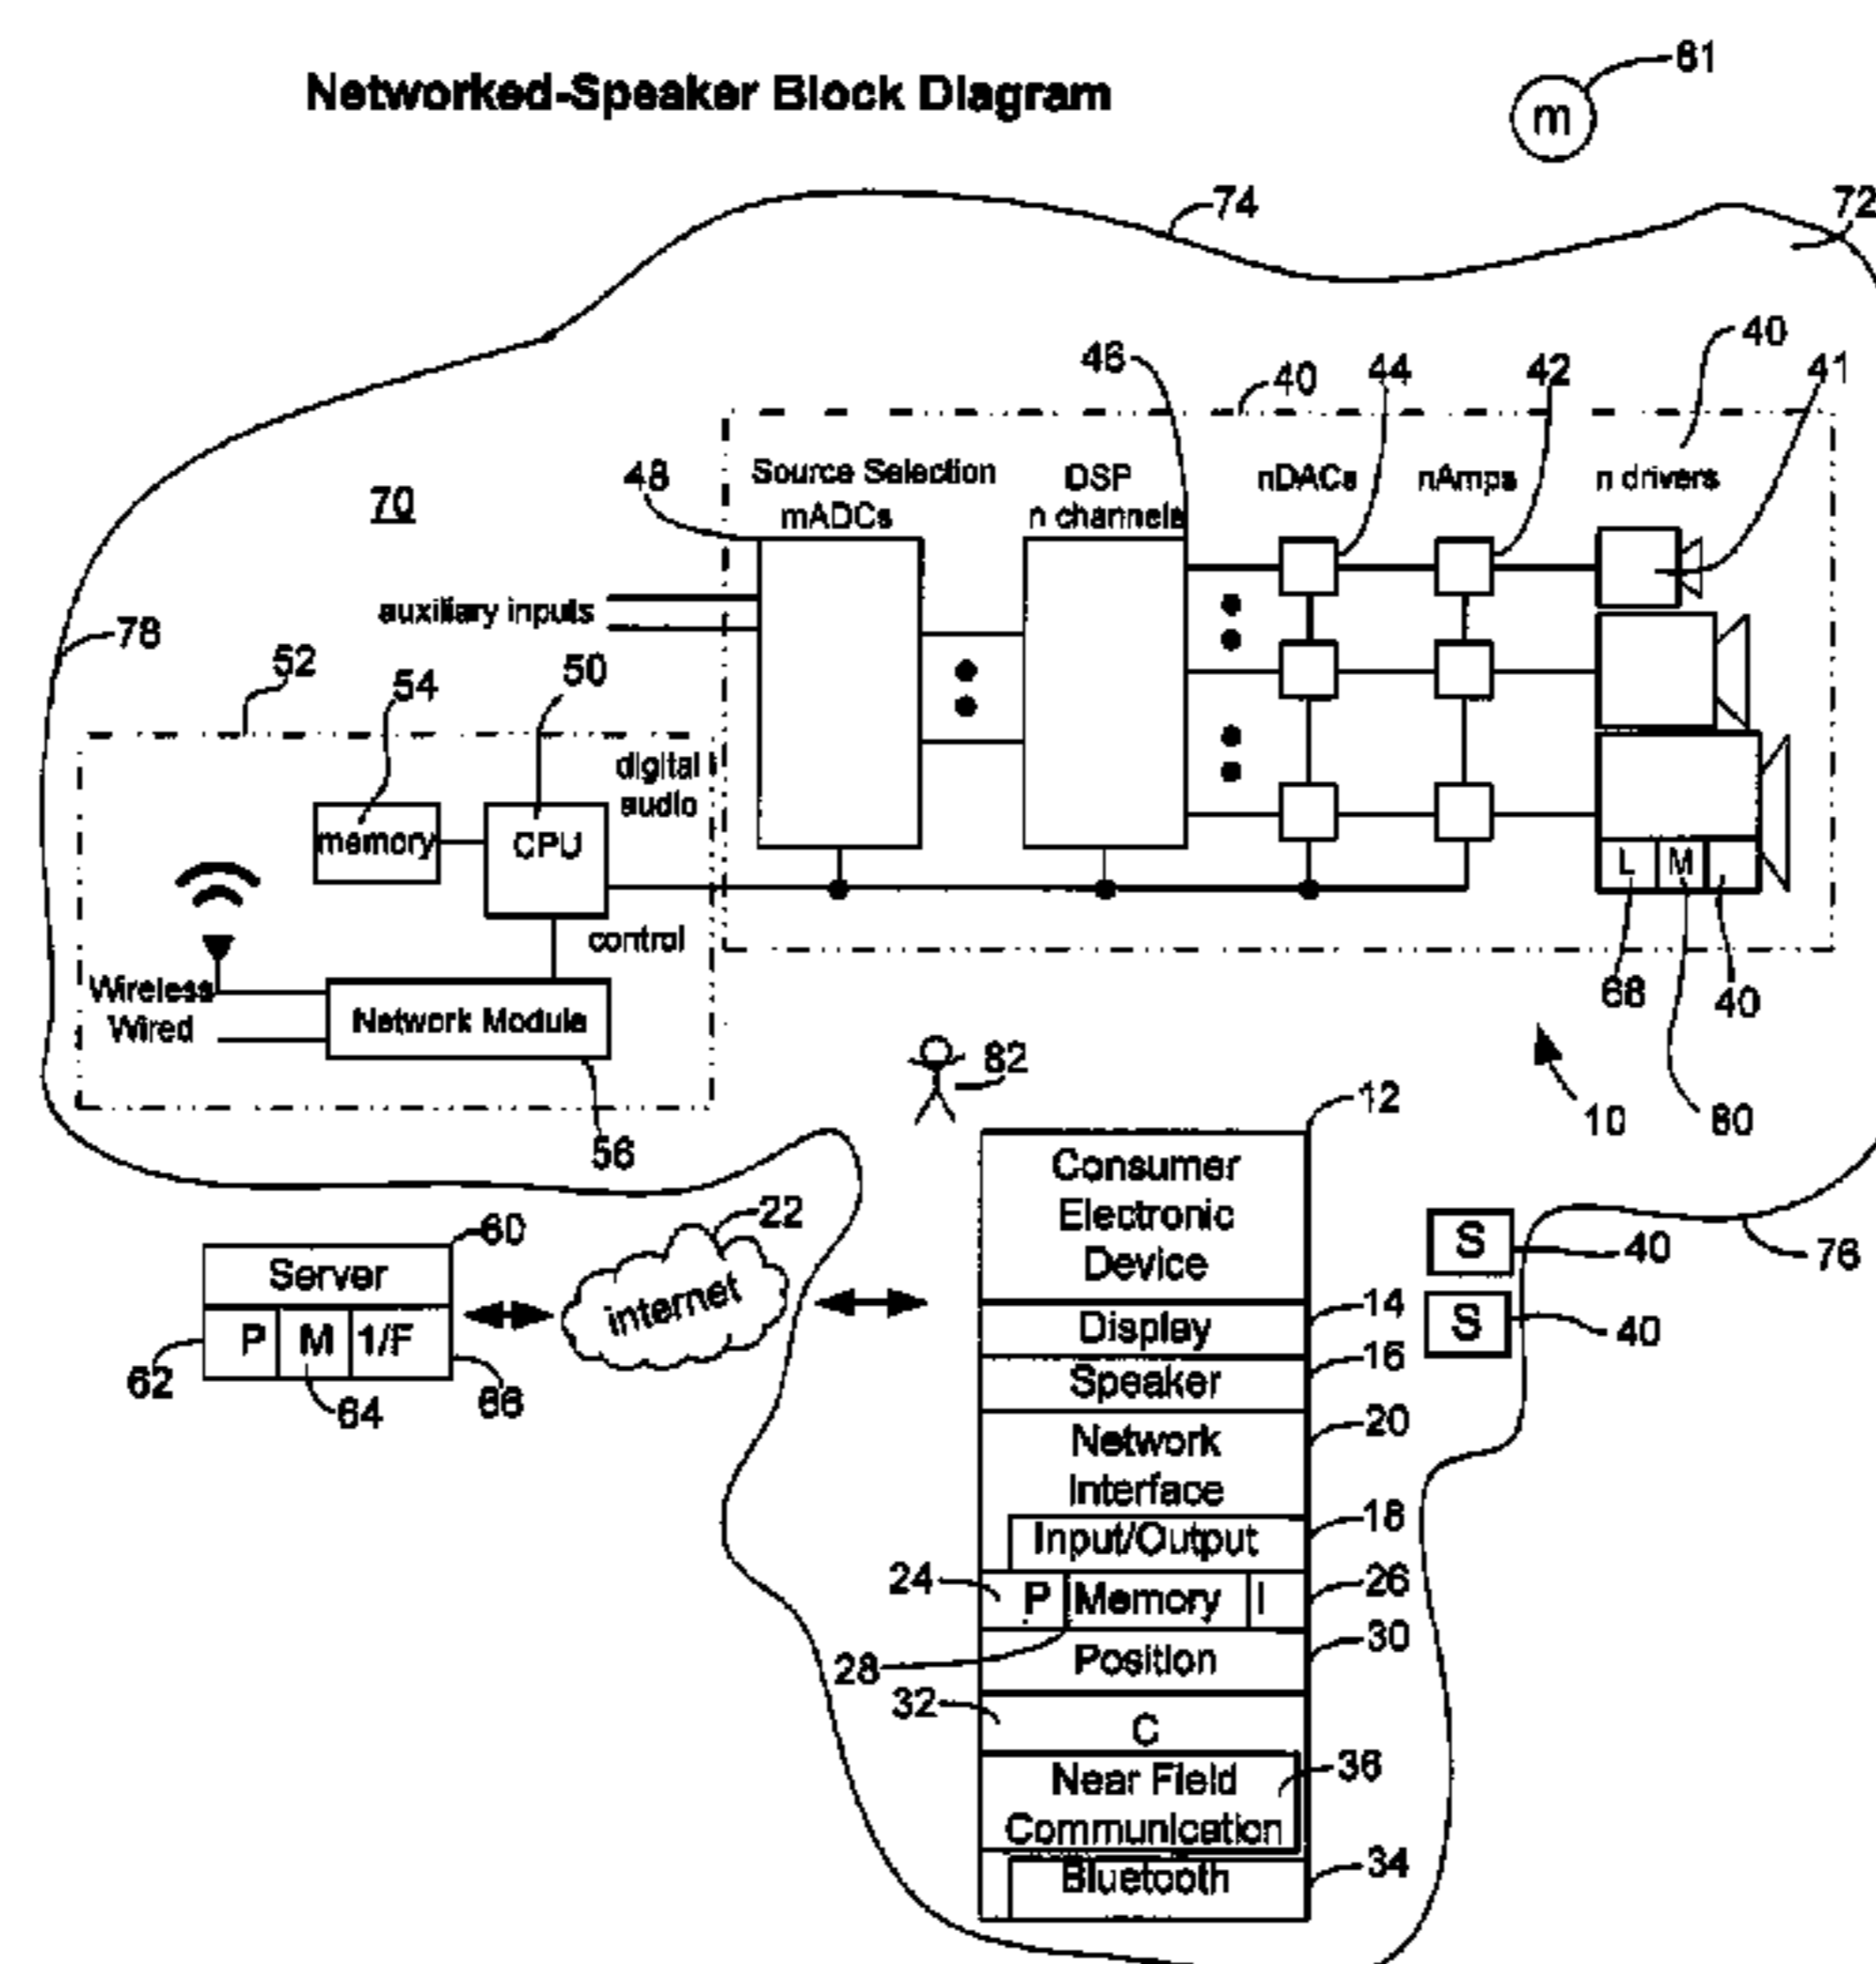 Networked-Speaker Block Diagram
61
m
74
72
40
46
40
44
42
41
48
Source Selection
mADCs
DSP
n channels
nDACs
nAmps
n drivers
70
auxiliary inputs
78
52
54
50
digital
audio
memory
CPU
L
M
control
Wireless
Wired
Network Module
68
40
82
10
80
56
12
Consumer
Electronic
Device
22
60
Server
internet
S
40
76
14
Display
S
40
P
M
1/F
16
Speaker
62
64
66
20
Network
Interface
18
Input/Output
24
P
Memory
I
26
30
28
Position
32
C
Near Field
Communication
36
Bluetooth
34